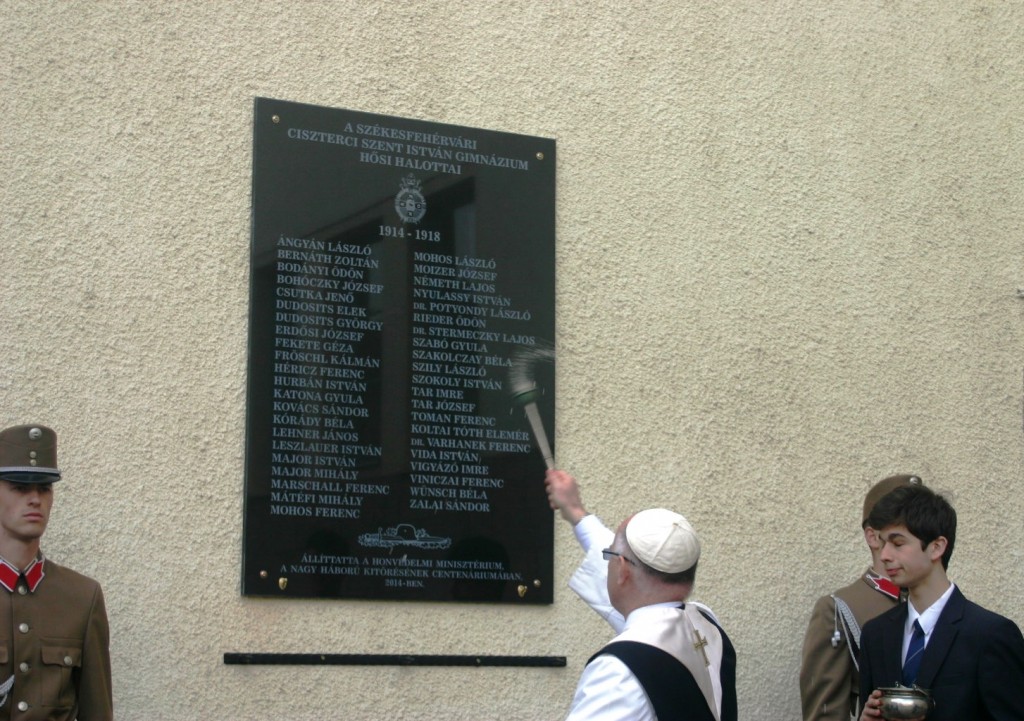 A SZÉKESFEHÉRVÁRI
CISZTERCI SZENT ISTVÁN GIMNÁZIUM
HŐSI HALOTTAI
1914 - 1918
ÁNGYÁN LÁSZLÓ
BERNÁTH ZOLTÁN
BODÁNYI ÖDÖN
BOHÓCZKY JÓZSEF
CSUTKA JENŐ
DUDOSITS ELEK
DUDOSITS GYÖRGY
ERDŐSI JÓZSEF
FEKETE GÉZA
FRÖSCHL KÁLMÁN
HÉRICZ FERENC
HURBÁN ISTVÁN
KATONA GYULA
KOVÁCS SÁNDOR
KÓRÁDY BÉLA
LEHNER JÁNOS
LESZLAUER ISTVÁN
MAJOR ISTVÁN
MAJOR MIHÁLY
MARSCHALL FERENC
MÁTÉFI MIHÁLY
MOHOS FERENC
MOHOS LÁSZLÓ
MOIZER JÓZSEF
NÉMETH LAJOS
NYULASSY ISTVÁN
DR. POTYONDY LÁSZLÓ
RIEDER ÖDÖN
DR. STERMECZKY LAJOS
SZABÓ GYULA
SZAKOLCZAY BÉLA
SZILY LÁSZLÓ
SZOKOLY ISTVÁN
TAR IMRE
TAR JÓZSEF
TOMAN FERENC
KOLTAI TÓTH ELEMÉR
DR. VARHANEK FERENC
VIDA ISTVÁN
VIGYÁZÓ IMRE
VINICZAI FERENC
WÜNSCH BÉLA
ZALAI SÁNDOR
ÁLLÍTTATTA A HONVÉDELMI MINISZTÉRIUM,
A NAGY HÁBORÚ KITÖRÉSÉNEK CENTENÁRIUMÁBAN,
2014-BEN.